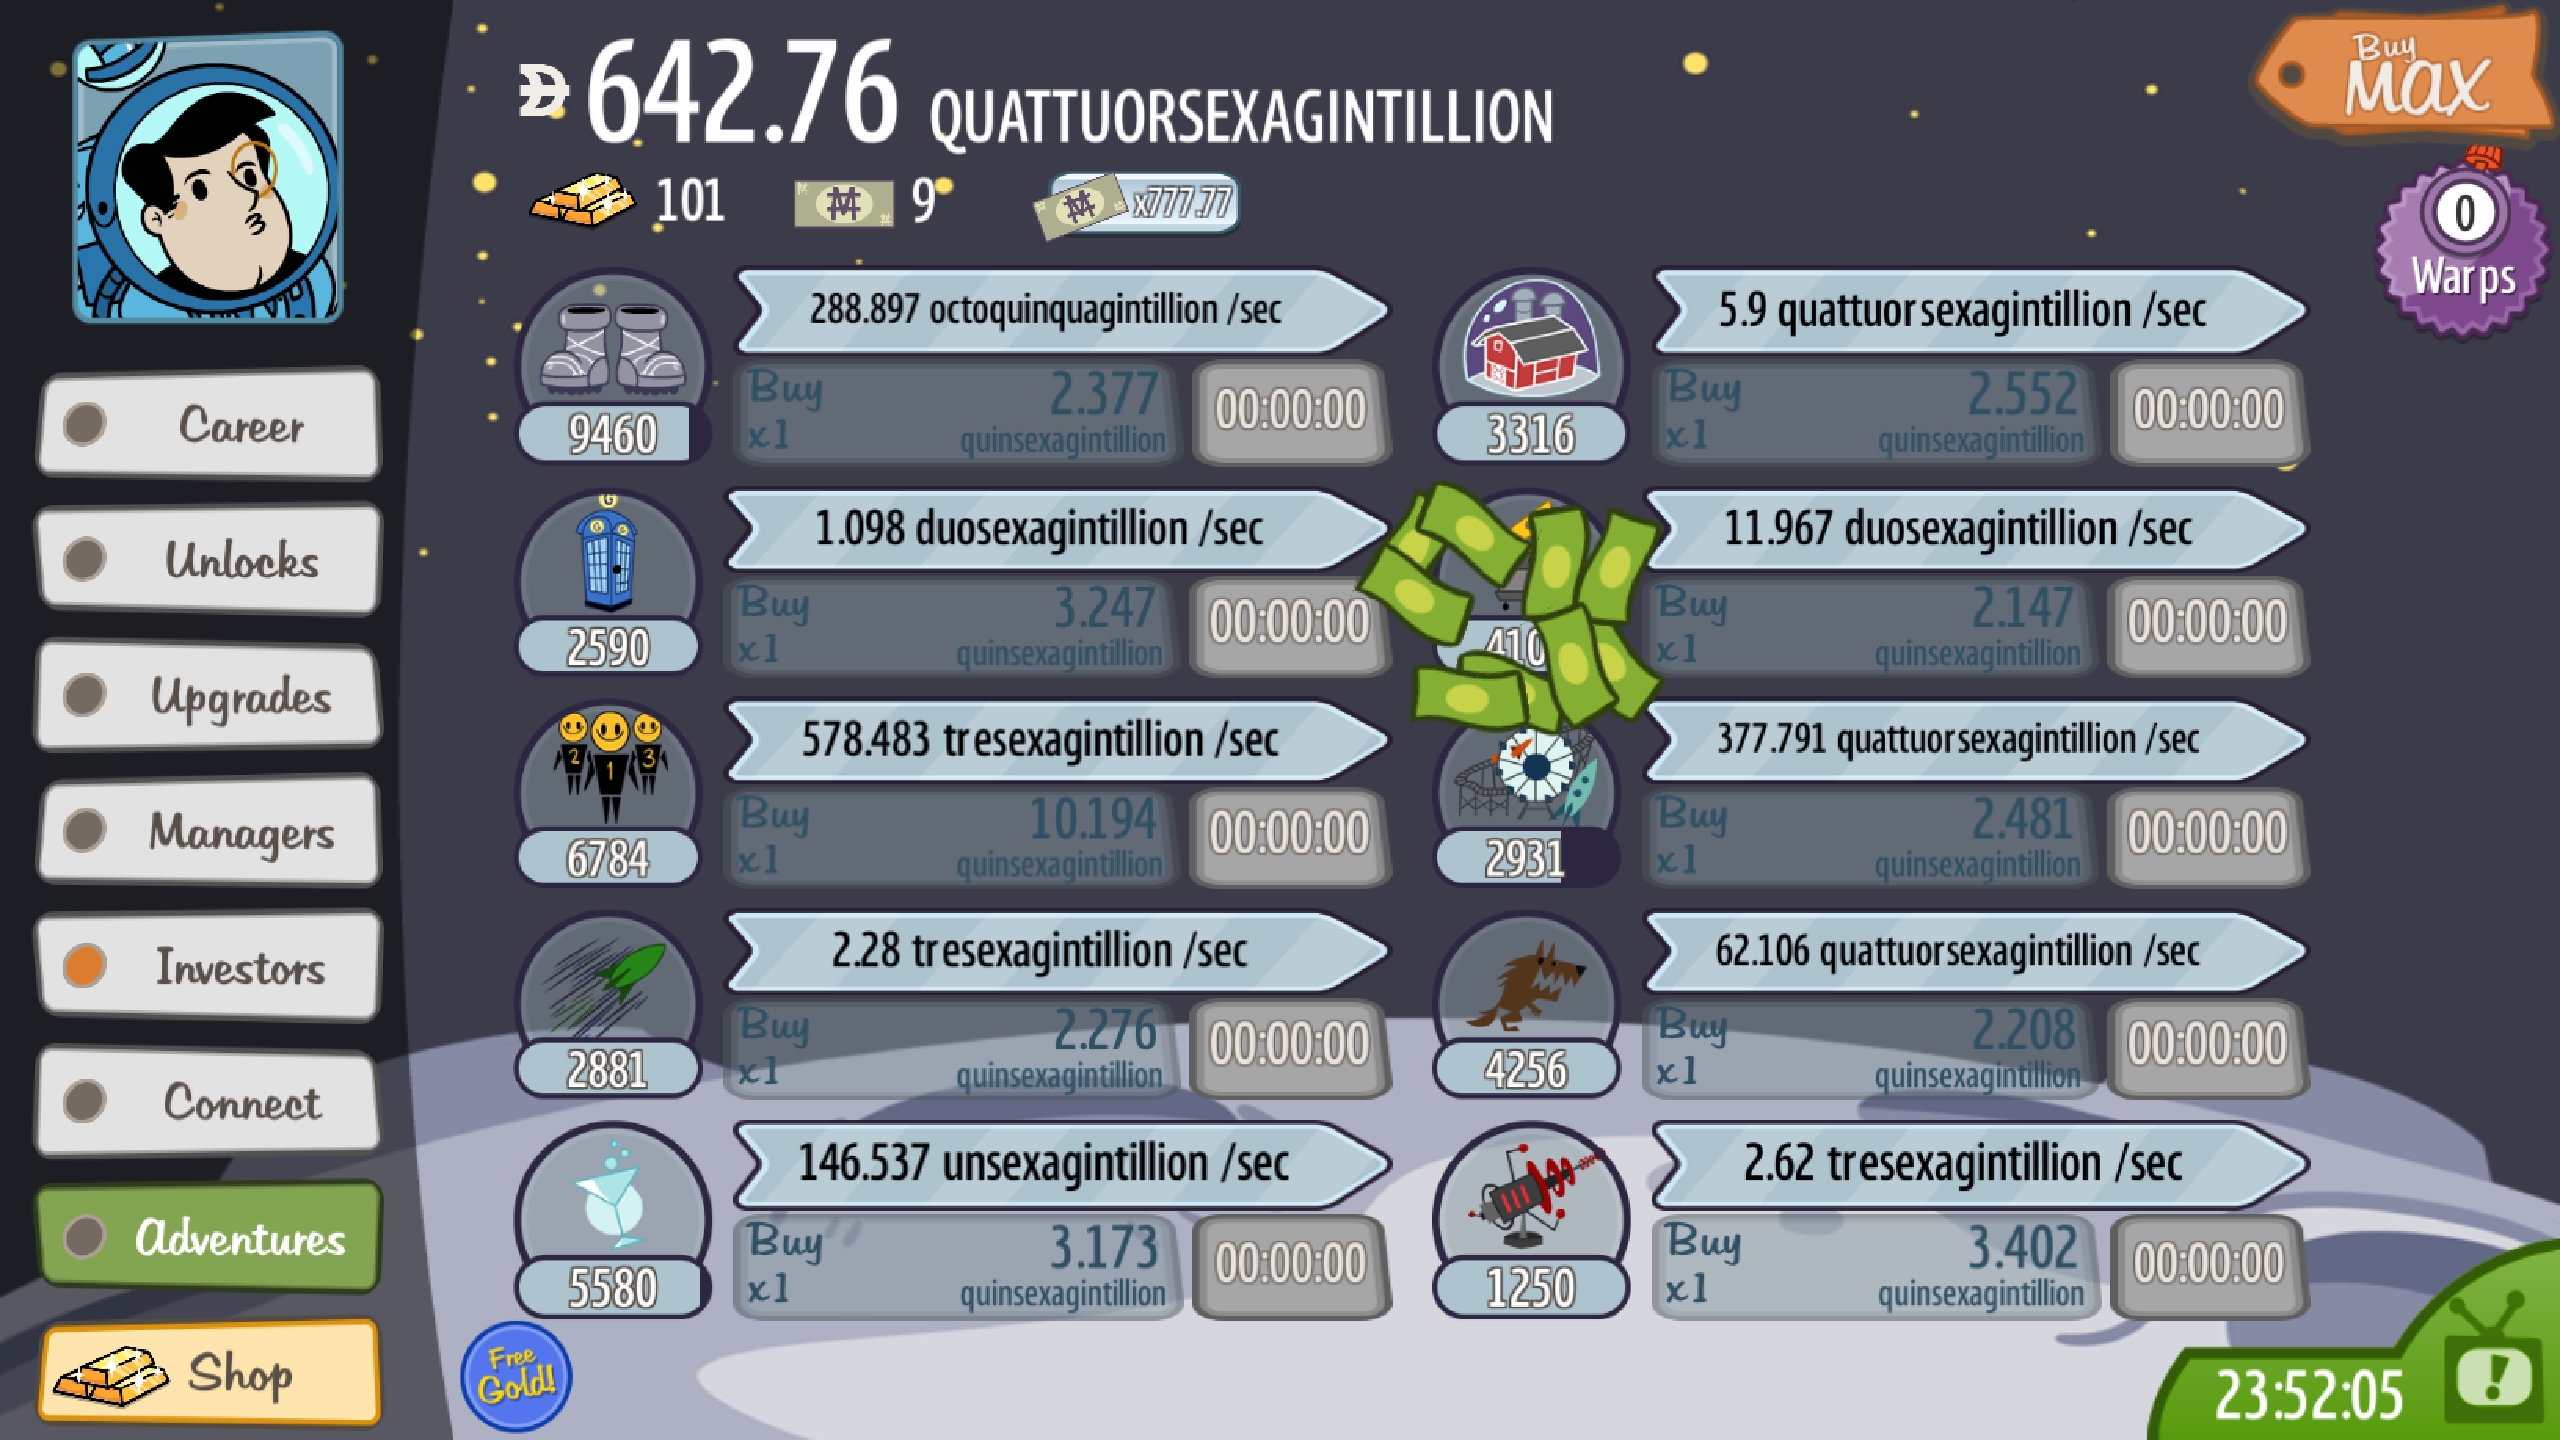 642.76 QUATTUORSEXAGINTILLION
Buy
MAX
101
9
x777.77
0
Warps
Career
Unlocks
Upgrades
Managers
Investors
Connect
Adventures
Shop
288.897 octoquinquagintillion /sec
9460
Buy
x1
2.377
quinsexagintillion
00:00:00
5.9 quattuorsexagintillion /sec
3316
Buy
x1
2.552
quinsexagintillion
00:00:00
G
G G
1.098 duosexagintillion /sec
2590
Buy
x1
3.247
quinsexagintillion
00:00:00
11.967 duosexagintillion /sec
Buy
x1
2.147
quinsexagintillion
00:00:00
2 1 3
578.483 tresexagintillion /sec
6784
Buy
x1
10.194
quinsexagintillion
00:00:00
377.791 quattuorsexagintillion /sec
2931
Buy
x1
2.481
quinsexagintillion
00:00:00
2.28 tresexagintillion /sec
2881
Buy
x1
2.276
quinsexagintillion
00:00:00
62.106 quattuorsexagintillion /sec
4256
Buy
x1
2.208
quinsexagintillion
00:00:00
146.537 unsexagintillion /sec
5580
Buy
x1
3.173
quinsexagintillion
00:00:00
2.62 tresexagintillion /sec
1250
Buy
x1
3.402
quinsexagintillion
00:00:00
Free
Gold!
23:52:05
!